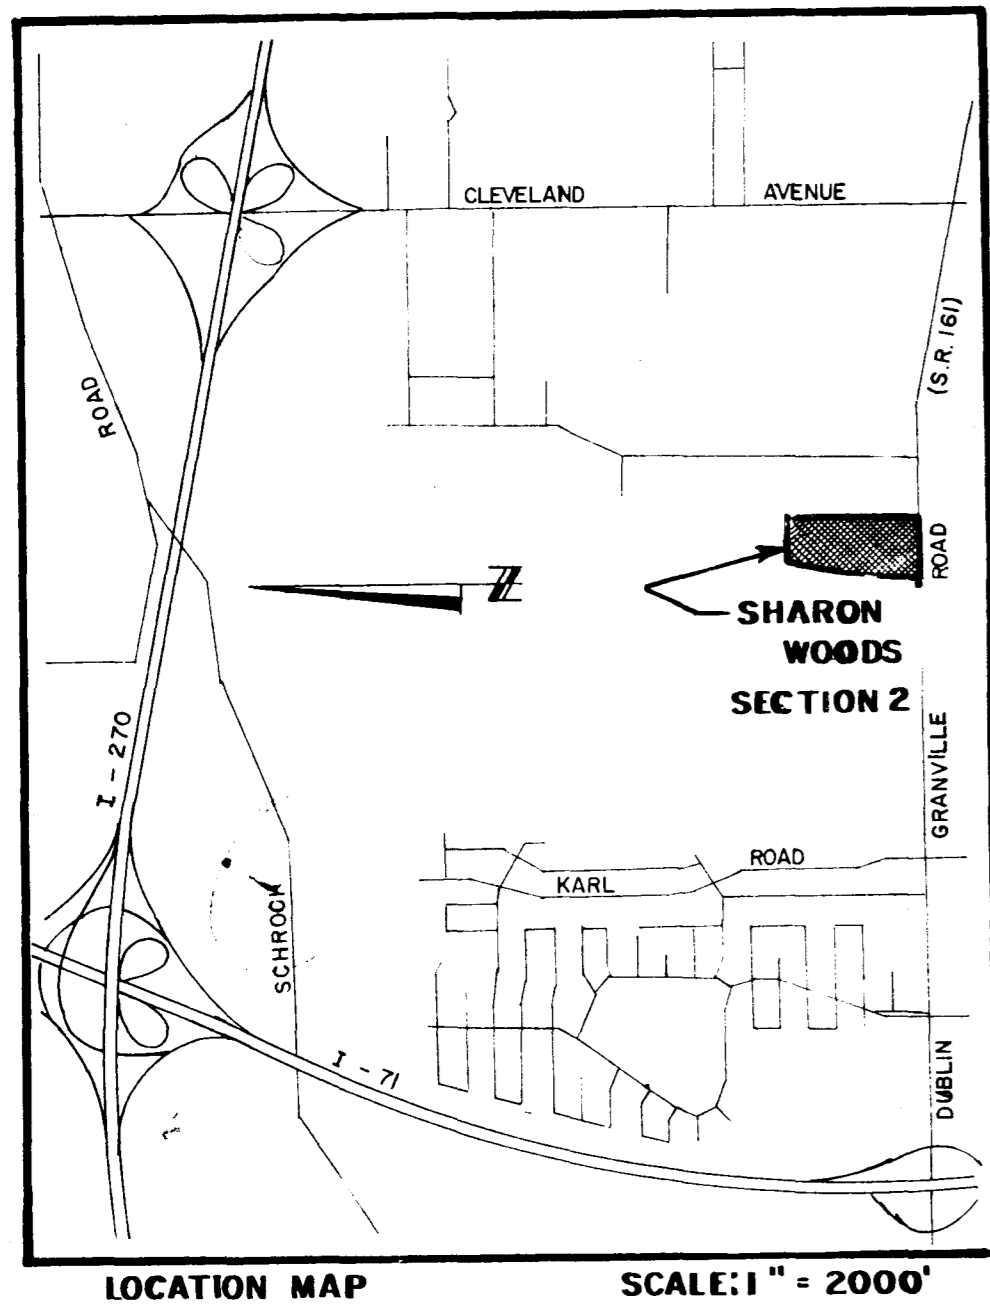 CLEVELAND AVENUE
(S.R. 161)
ROAD
ROAD
N
SHARON
WOODS
SECTION 2
I - 270
GRANVILLE
ROAD
KARL
SCHROCK
I - 71
DUBLIN
LOCATION MAP SCALE: 1" = 2000'